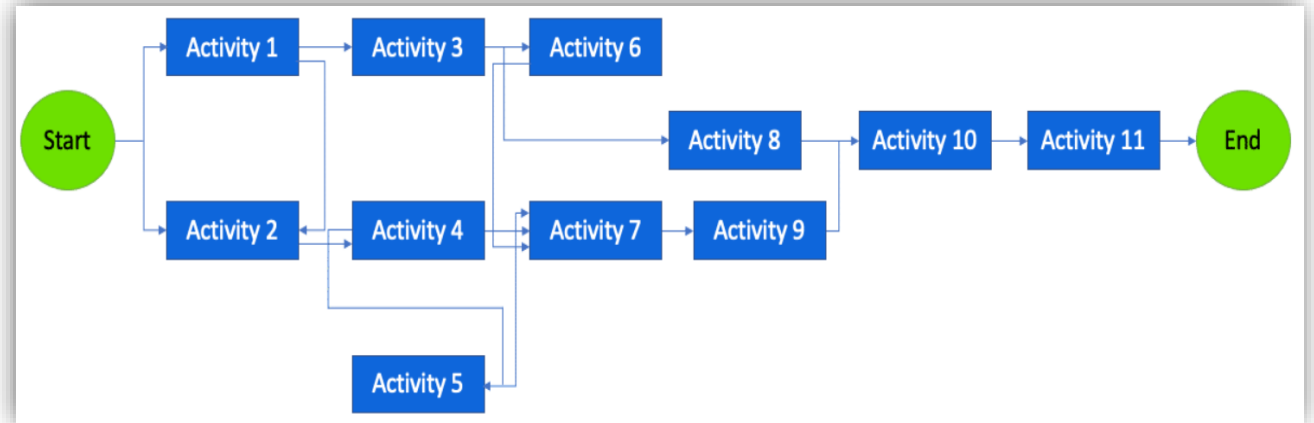 Activity 1
Activity 3
Activity 6
Start
Activity 8
Activity 10
Activity 11
End
Activity 2
Activity 4
Activity 7
Activity 9
Activity 5